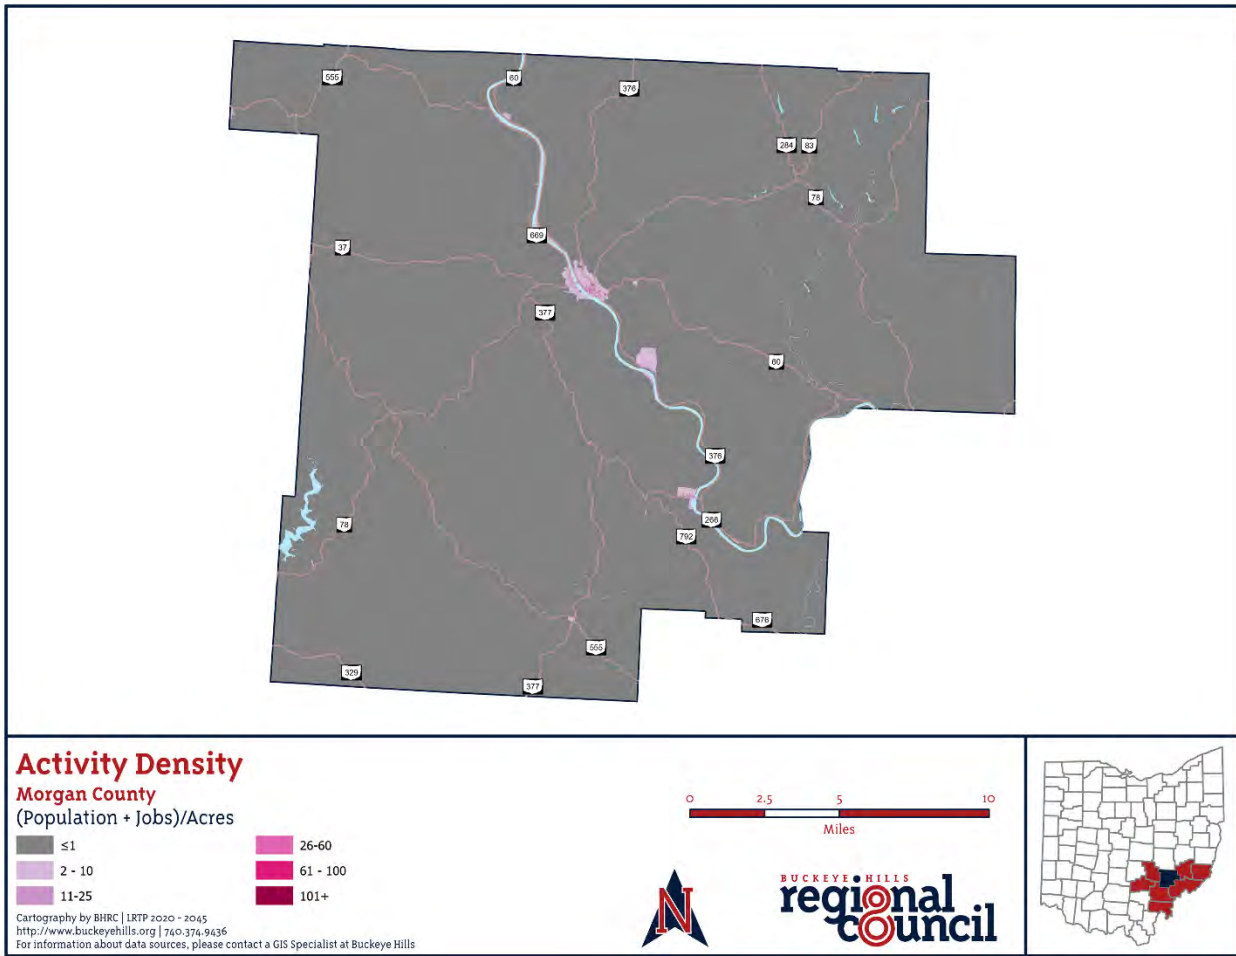 555
60
376
284
83
78
669
37
377
60
376
78
266
792
676
555
329
377
Activity Density
Morgan County
(Population + Jobs)/Acres
≤1
26-60
2 - 10
61 - 100
11-25
101+
Cartography by BHRC | LRTP 2020 - 2045
http://www.buckeyehills.org | 740.374.9436
For information about data sources, please contact a GIS Specialist at Buckeye Hills
0 2.5 5 10
Miles
N
BUCKEYE HILLS
regional
council